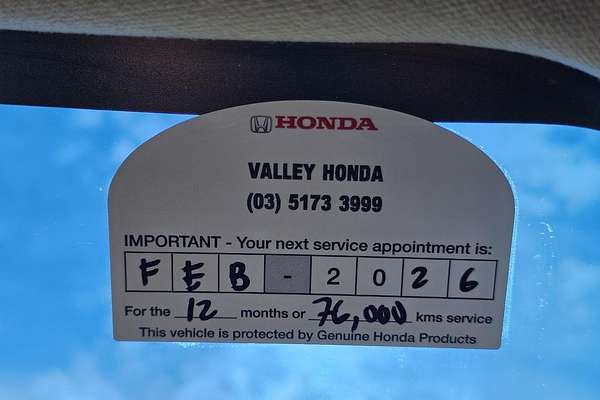 HONDA
VALLEY HONDA
(03) 5173 3999
IMPORTANT - Your next service appointment is:
FEB - 2026
For the 12 months or 76,000 kms service
This vehicle is protected by Genuine Honda Products